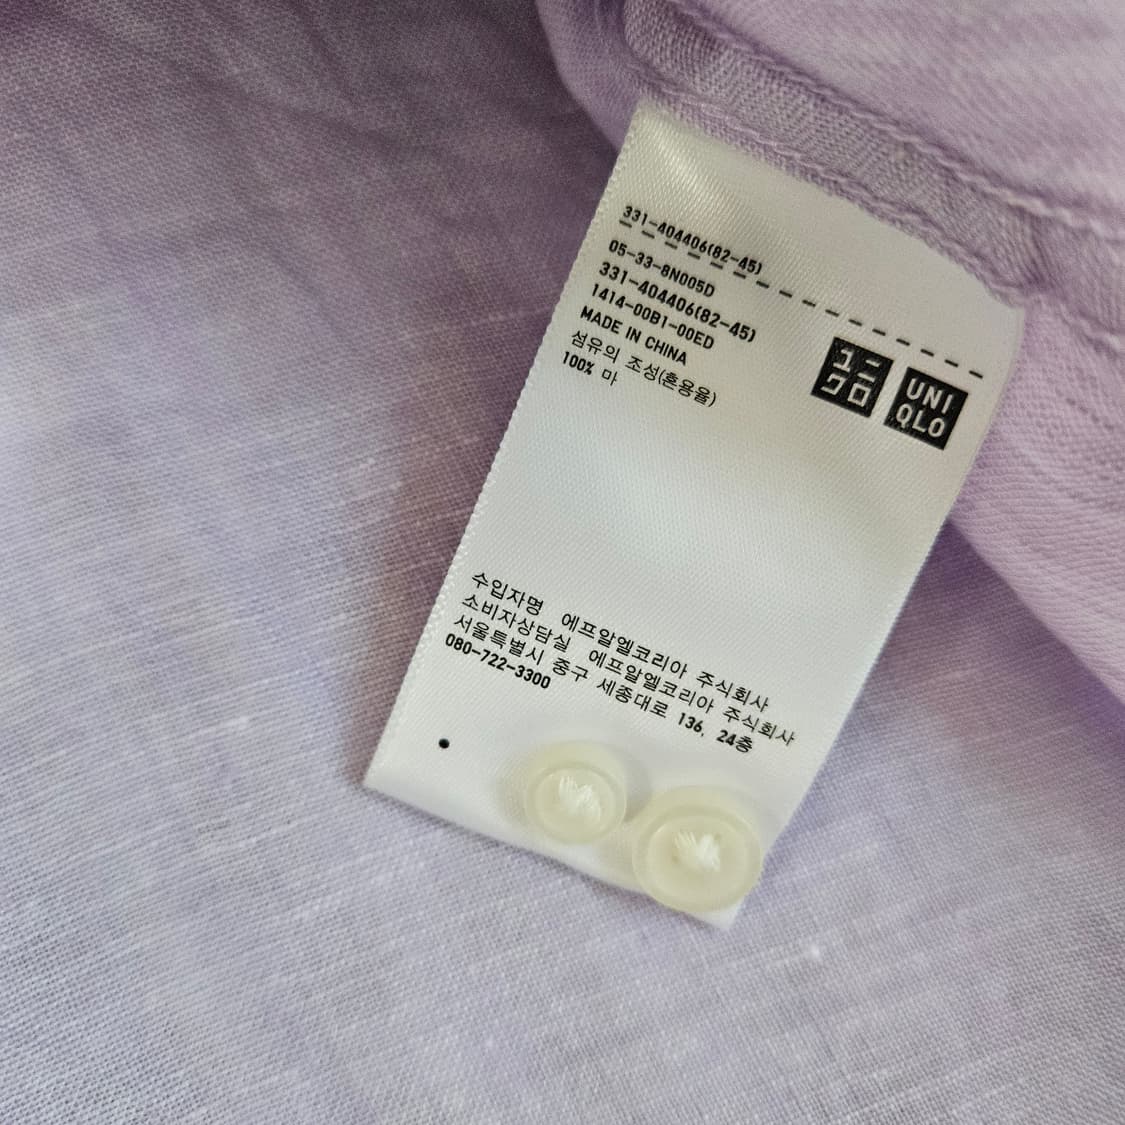 331-404406(82-45)
05-33-8N005D
331-404406(82-45)
1414-00B1-00ED
MADE IN CHINA
섬유의 조성(혼용율)
100% 마
ユニ
クロ
UNI
QLO
수입자명 에프알엘코리아 주식회사
소비자상담실 에프알엘코리아 주식회사
서울특별시 중구 세종대로 136, 24층
080-722-3300